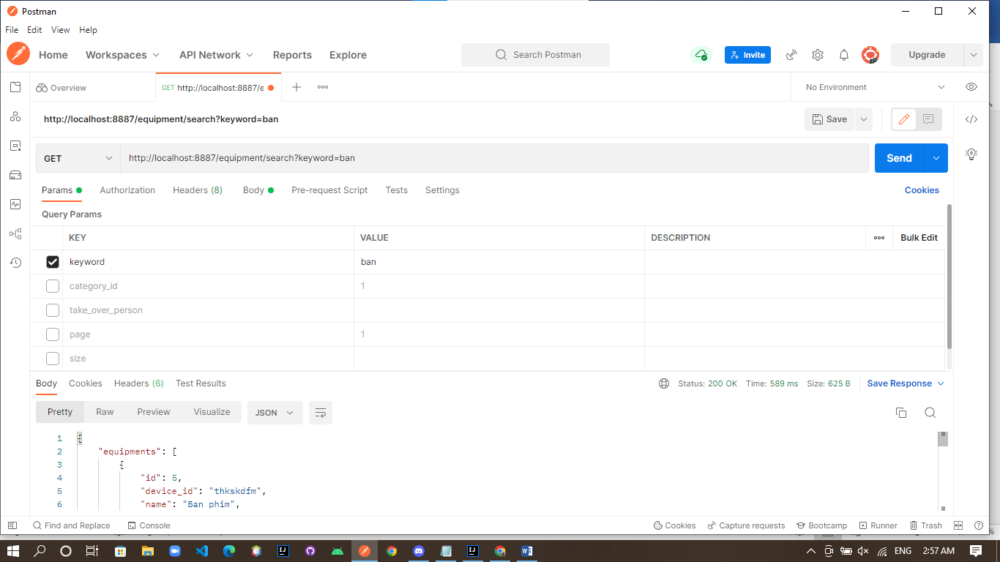 Postman
File Edit View Help
Home Workspaces API Network Reports Explore Search Postman Invite Upgrade
Overview GET http://localhost:8887/e No Environment
http://localhost:8887/equipment/search?keyword=ban Save
GET http://localhost:8887/equipment/search?keyword=ban Send
Params Authorization Headers (8) Body Pre-request Script Tests Settings Cookies
Query Params
KEY VALUE DESCRIPTION Bulk Edit
keyword ban
category_id 1
take_over_person
page 1
size
Body Cookies Headers (6) Test Results Status: 200 OK Time: 589 ms Size: 625 B Save Response
Pretty Raw Preview Visualize JSON
1 {
2 "equipments": [
3 {
4 "id": 5,
5 "device_id": "thkskdfm",
6 "name": "Ban phim",
Find and Replace Console Cookies Capture requests Bootcamp Runner Trash
%
ENG 2:57 AM